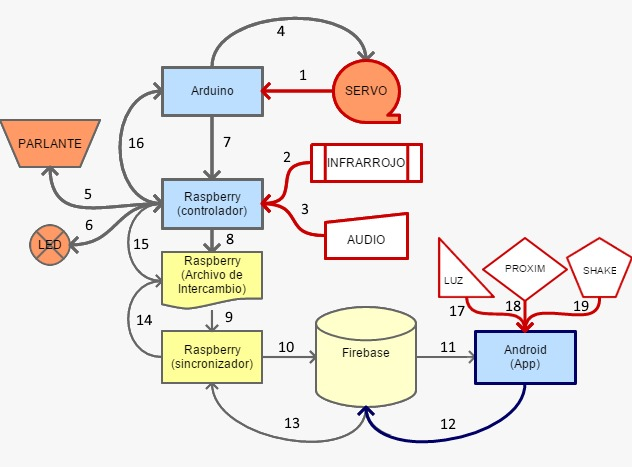 4
1
Arduino
SERVO
PARLANTE
16
7
2
INFRARROJO
5
Raspberry
(controlador)
3
6
LED
15
8
AUDIO
Raspberry
(Archivo de
Intercambio)
LUZ
PROXIM
SHAKE
14
9
17
18
19
Raspberry
(sincronizador)
10
Firebase
11
Android
(App)
13
12